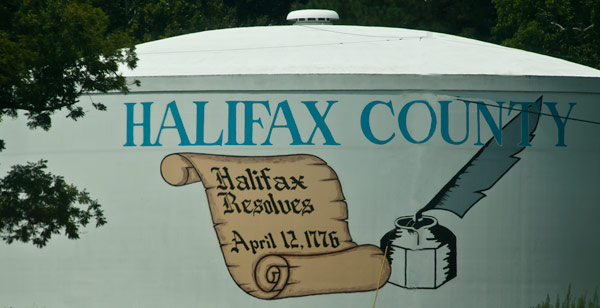 HALIFAX COUNTY
Halifax
Resolves
April 12, 1776